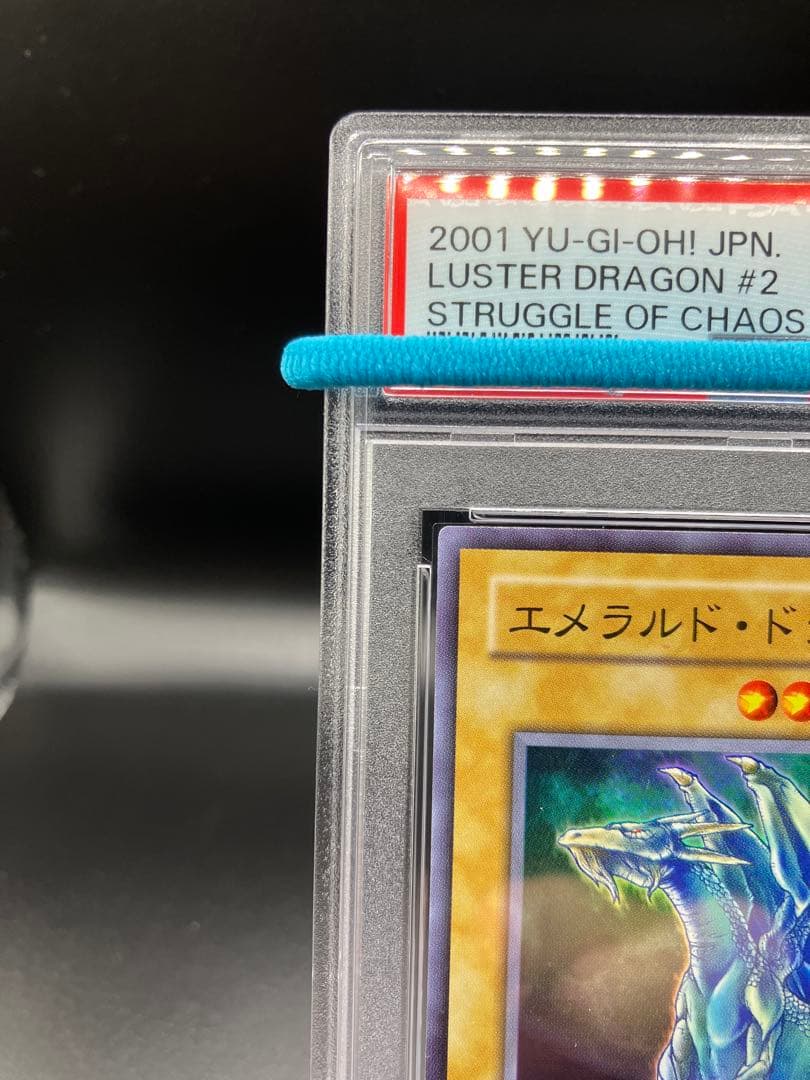 2001 YU-GI-OH! JPN.
LUSTER DRAGON #2
STRUGGLE OF CHAOS
エメラルド・ド